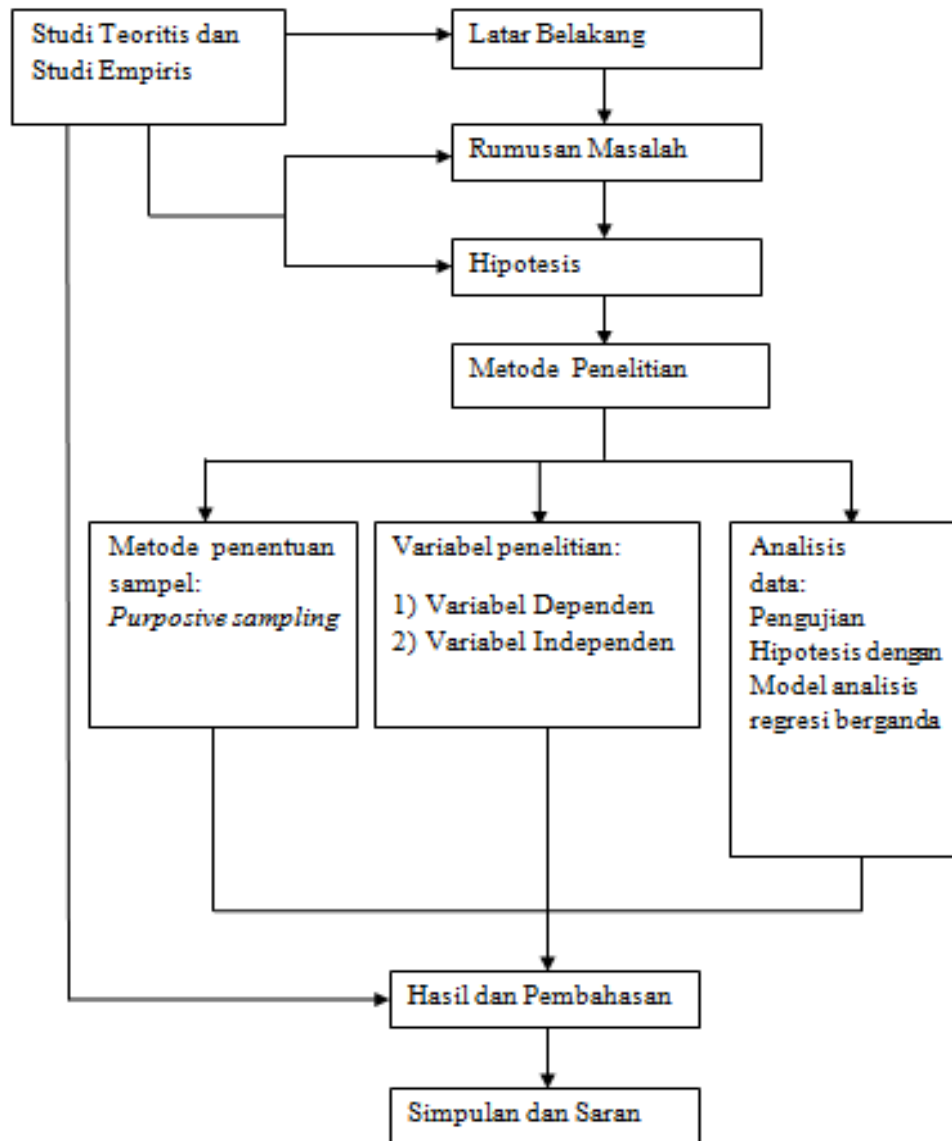 Studi Teoritis dan
Studi Empiris
Latar Belakang
Rumusan Masalah
Hipotesis
Metode Penelitian
Metode penentuan
sampel:
Purposive sampling
Variabel penelitian:
1) Variabel Dependen
2) Variabel Independen
Analisis
data:
Pengujian
Hipotesis dengan
Model analisis
regresi berganda
Hasil dan Pembahasan
Simpulan dan Saran